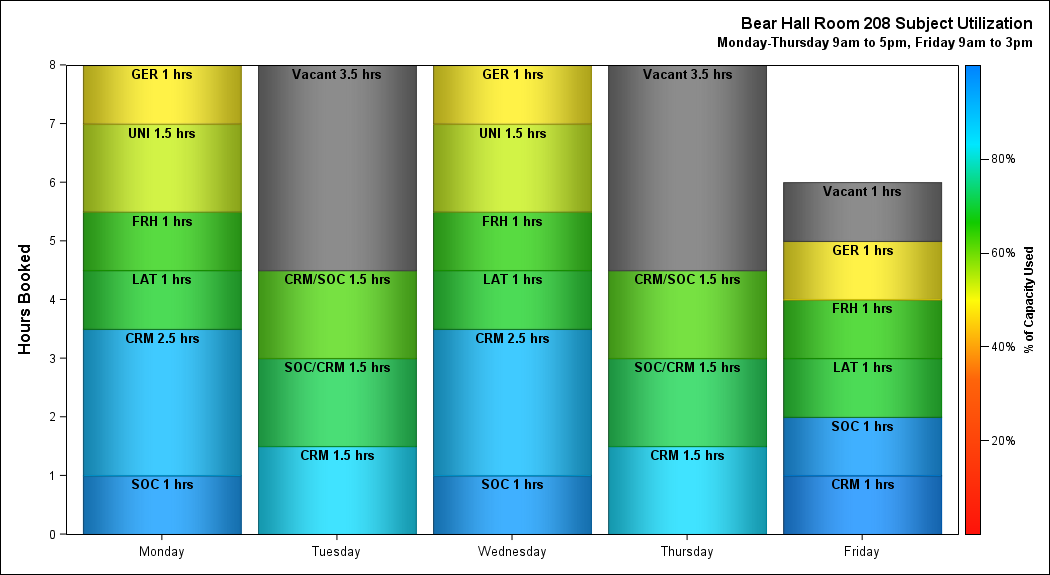 Bear Hall Room 208 Subject Utilization
Monday-Thursday 9am to 5pm, Friday 9am to 3pm
Hours Booked
8
7
6
5
4
3
2
1
0
GER 1 hrs
UNI 1.5 hrs
FRH 1 hrs
LAT 1 hrs
CRM 2.5 hrs
SOC 1 hrs
Monday
Vacant 3.5 hrs
CRM/SOC 1.5 hrs
SOC/CRM 1.5 hrs
CRM 1.5 hrs
Tuesday
GER 1 hrs
UNI 1.5 hrs
FRH 1 hrs
LAT 1 hrs
CRM 2.5 hrs
SOC 1 hrs
Wednesday
Vacant 3.5 hrs
CRM/SOC 1.5 hrs
SOC/CRM 1.5 hrs
CRM 1.5 hrs
Thursday
Vacant 1 hrs
GER 1 hrs
FRH 1 hrs
LAT 1 hrs
SOC 1 hrs
CRM 1 hrs
Friday
80%
60%
40%
20%
% of Capacity Used